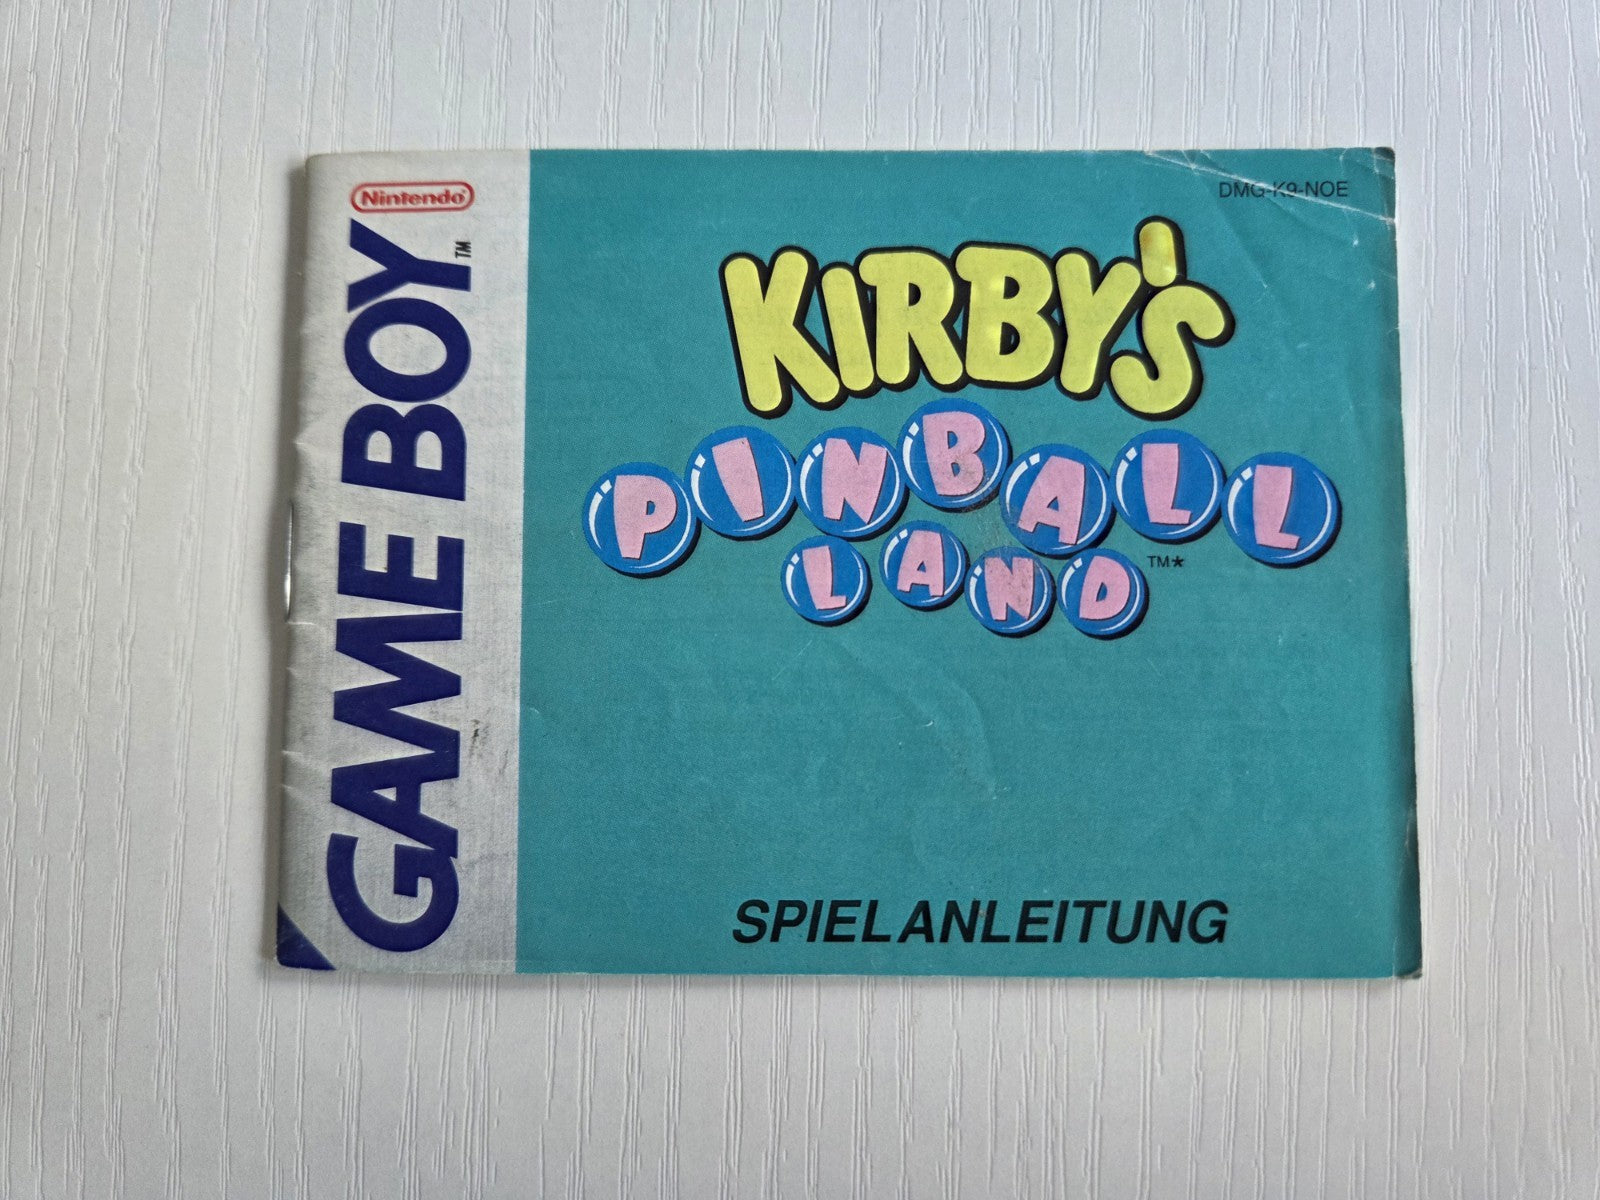 Nintendo
GAME BOY™
DMG-K9-NOE
KIRBY'S
PINBALL
LAND™*
SPIELANLEITUNG